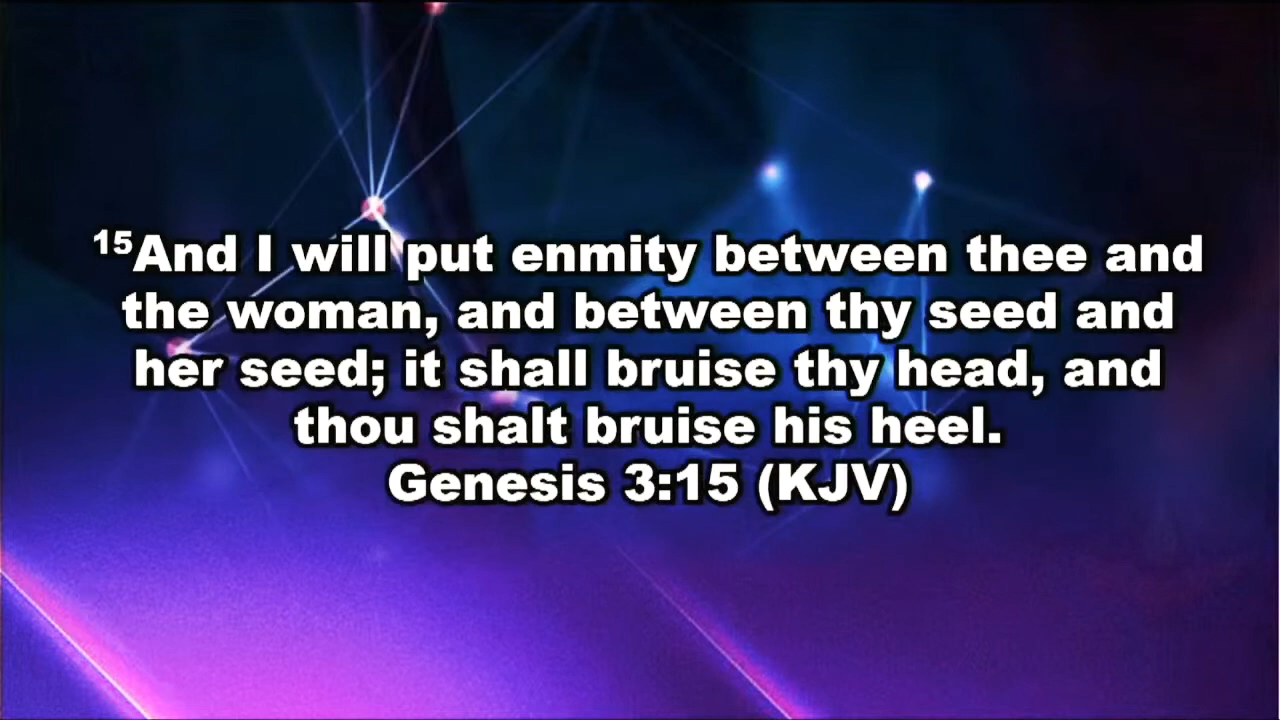 ¹⁵And I will put enmity between thee and
the woman, and between thy seed and
her seed; it shall bruise thy head, and
thou shalt bruise his heel.
Genesis 3:15 (KJV)